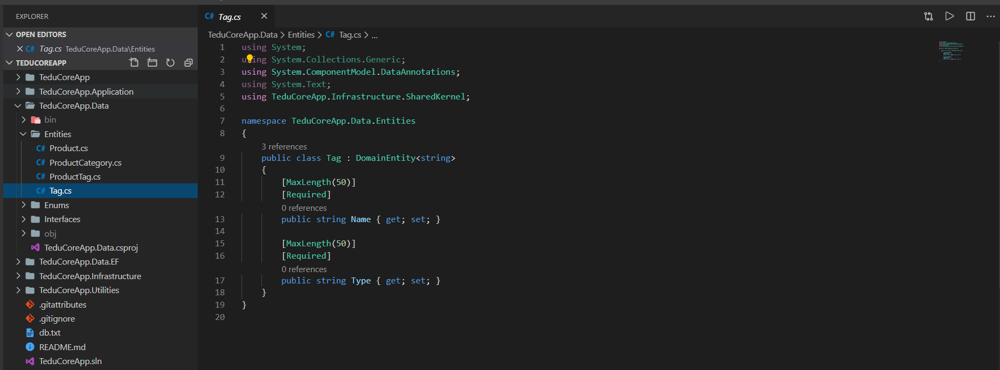 EXPLORER
OPEN EDITORS
C# Tag.cs TeduCoreApp.Data\Entities
TEDUCOREAPP
TeduCoreApp
TeduCoreApp.Application
TeduCoreApp.Data
bin
Entities
C# Product.cs
C# ProductCategory.cs
C# ProductTag.cs
C# Tag.cs
Enums
Interfaces
obj
TeduCoreApp.Data.csproj
TeduCoreApp.Data.EF
TeduCoreApp.Infrastructure
TeduCoreApp.Utilities
.gitattributes
.gitignore
db.txt
README.md
TeduCoreApp.sln
C# Tag.cs
TeduCoreApp.Data > Entities > C# Tag.cs > ...
1 using System;
2 using System.Collections.Generic;
3 using System.ComponentModel.DataAnnotations;
4 using System.Text;
5 using TeduCoreApp.Infrastructure.SharedKernel;
6
7 namespace TeduCoreApp.Data.Entities
8 {
3 references
9 public class Tag : DomainEntity<string>
10 {
11 [MaxLength(50)]
12 [Required]
0 references
13 public string Name { get; set; }
14
15 [MaxLength(50)]
16 [Required]
0 references
17 public string Type { get; set; }
18 }
19 }
20